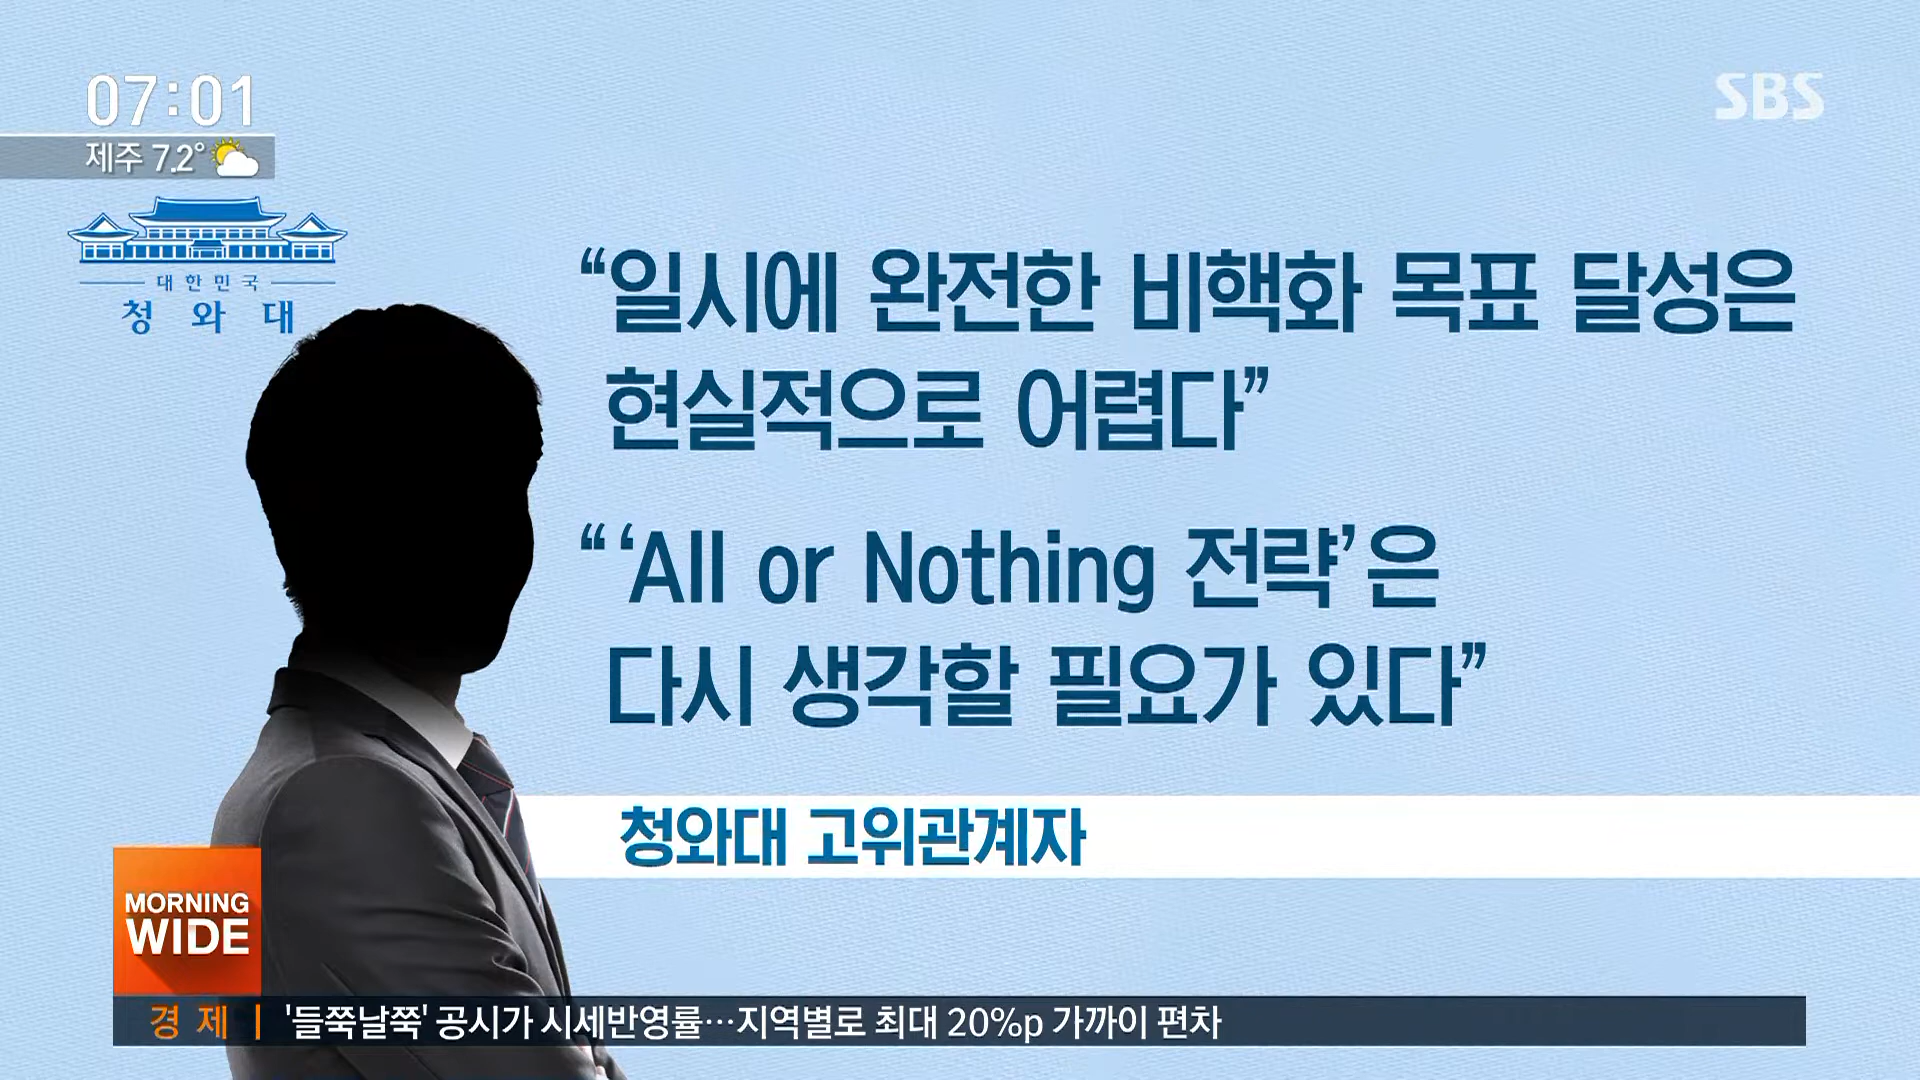 07:01
SBS
제주 7.2°
대한민국
청와대
“일시에 완전한 비핵화 목표 달성은
현실적으로 어렵다”
“‘All or Nothing 전략’은
다시 생각할 필요가 있다”
청와대 고위관계자
MORNING
WIDE
경제 | '들쭉날쭉' 공시가 시세반영률…지역별로 최대 20%p 가까이 편차